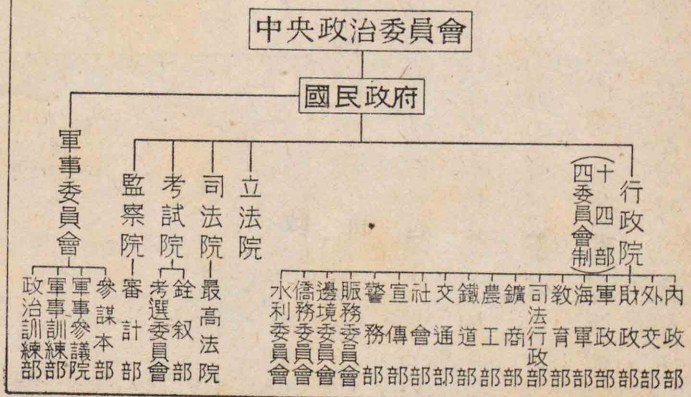 中央政治委員會
國民政府
行政院
(十四部
四委員會制)
內政部
外交部
財政部
軍政部
海軍部
教育部
司法行政部
鑛商部
農工部
鐵道部
交通部
社會部
宣傳部
警務部
賑務委員會
邊境委員會
僑務委員會
水利委員會
立法院
司法院
最高法院
考試院
銓叙部
考選委員會
監察院
審計部
軍事委員會
參謀本部
軍事參議院
軍事訓練部
政治訓練部